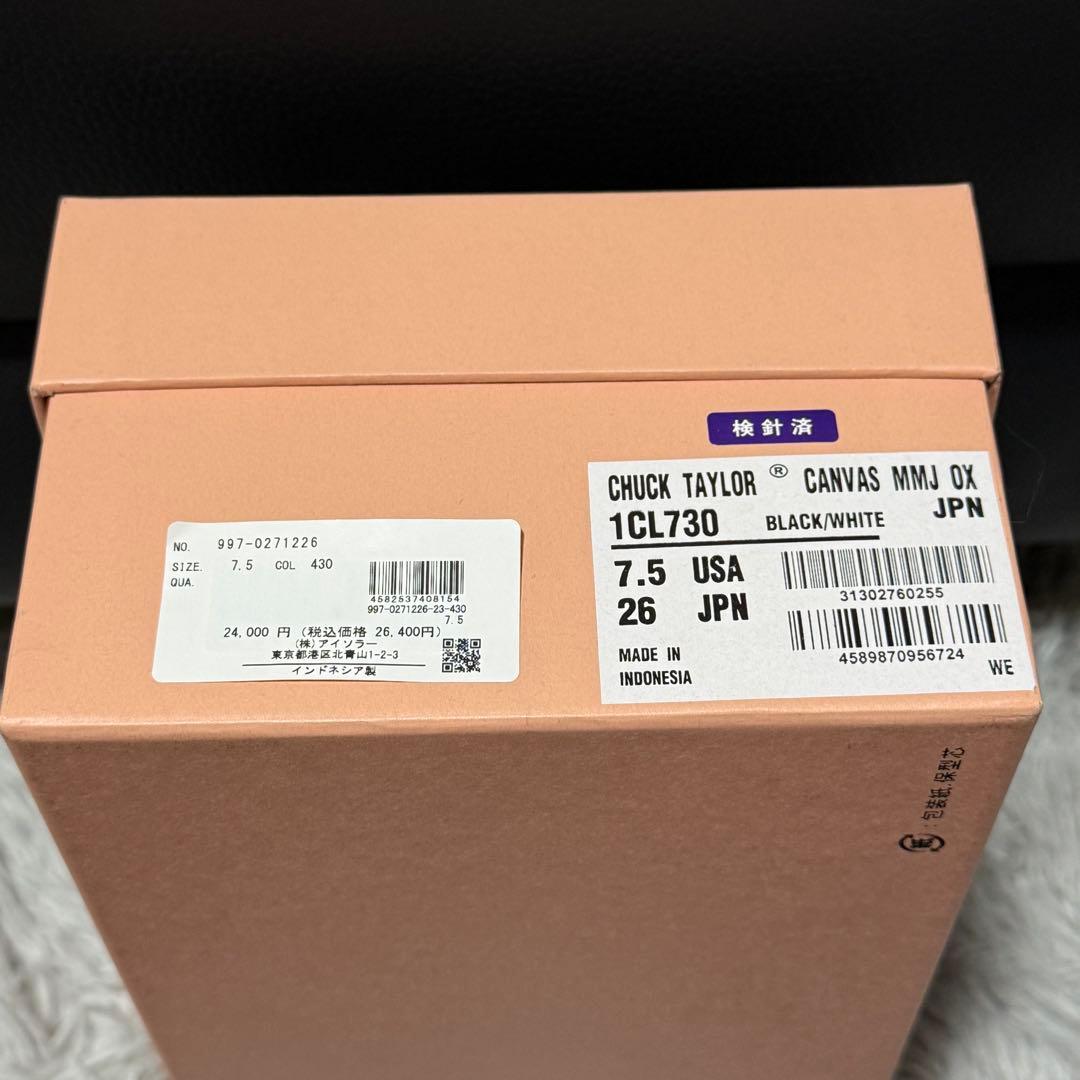 検針済
CHUCK TAYLOR ® CANVAS MMJ OX
1CL730 BLACK/WHITE JPN
7.5 USA
26 JPN
31302760255
4589870956724
MADE IN
INDONESIA
WE
NO. 997-0271226
SIZE. 7.5 COL 430
QUA.
4582537408154
997-0271226-23-430
7.5
24,000 円 (税込価格 26,400円)
(株)アイソラー
東京都港区北青山1-2-3
インドネシア製
紙:包装紙,保型芯